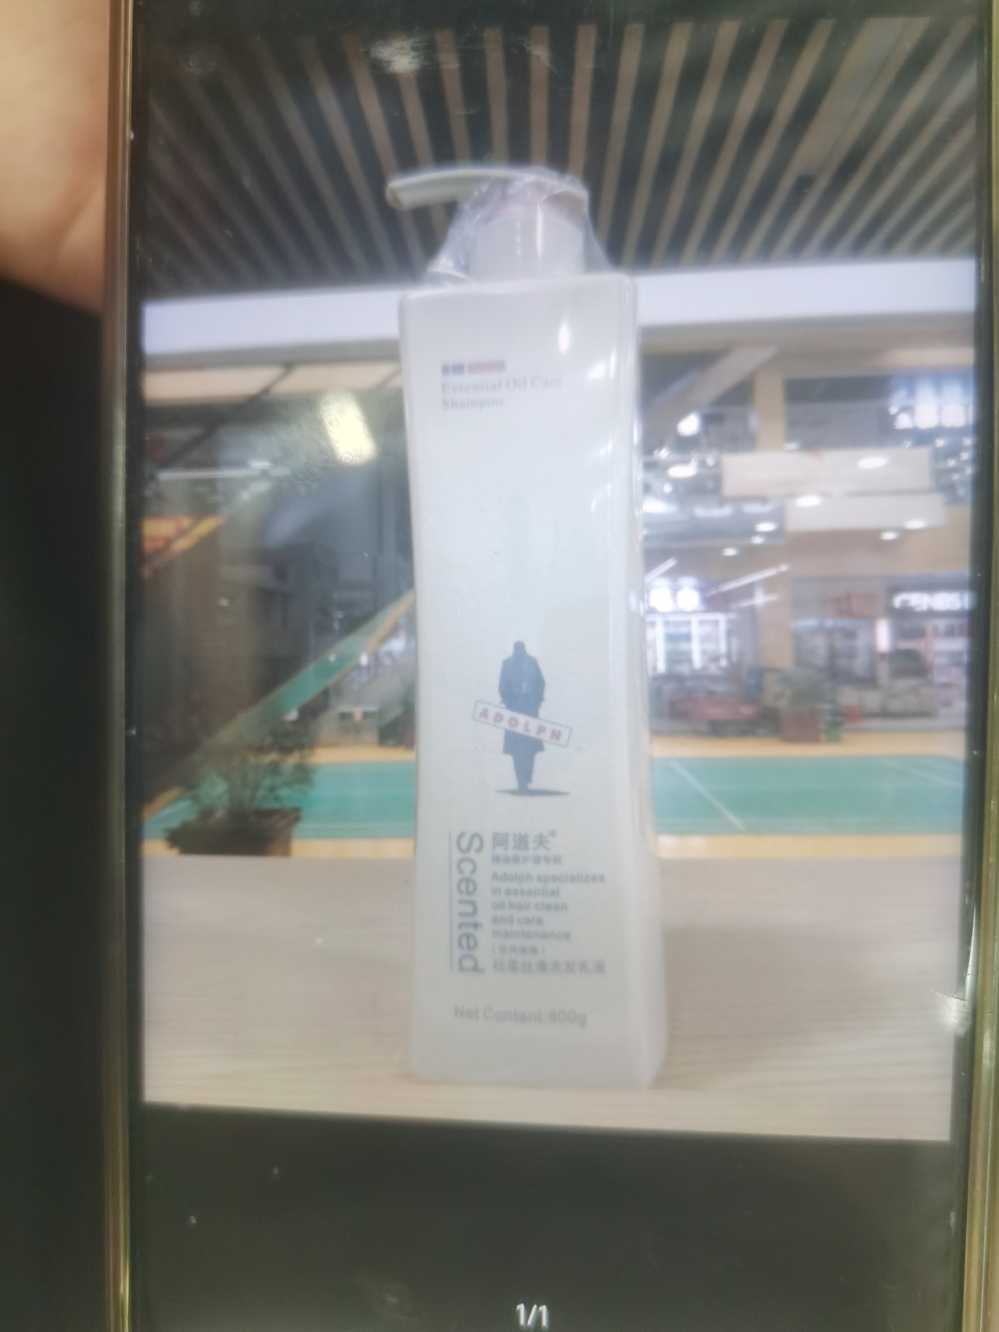 Essential Oil Care
Shampoo
ADOLPH
Scented
阿道夫®
Adolph specializes
in essential
oil hair clean
and care
maintenance
Net Content:800g
1/1